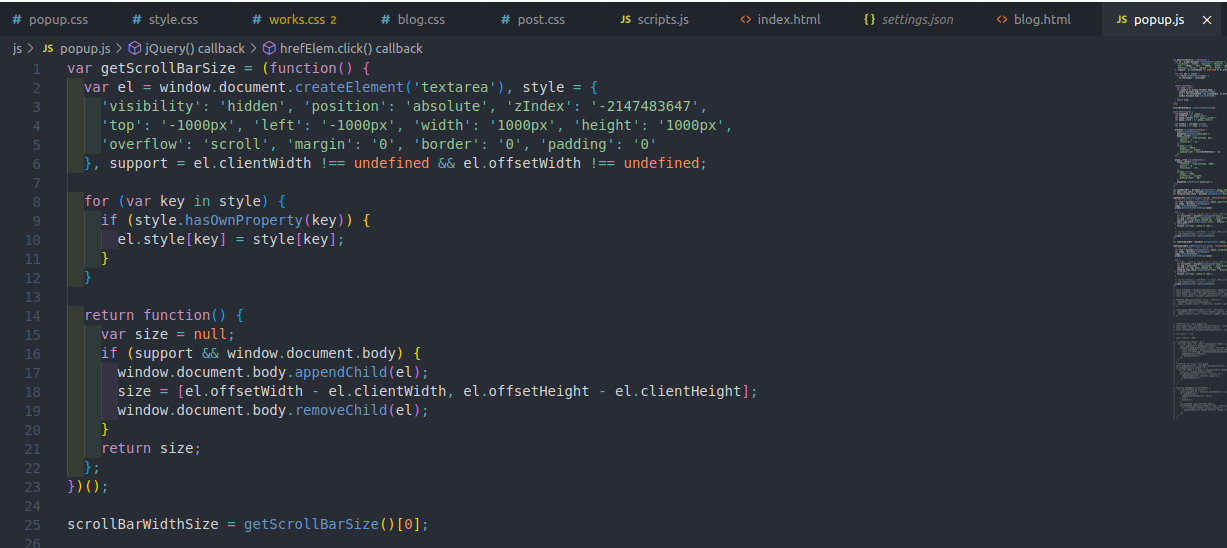 # popup.css # style.css # works.css 2 # blog.css # post.css JS scripts.js <> index.html { } settings.json <> blog.html JS popup.js ×
js > JS popup.js > jQuery() callback > hrefElem.click() callback
1 var getScrollBarSize = (function() {
2 var el = window.document.createElement('textarea'), style = {
3 'visibility': 'hidden', 'position': 'absolute', 'zIndex': '-2147483647',
4 'top': '-1000px', 'left': '-1000px', 'width': '1000px', 'height': '1000px',
5 'overflow': 'scroll', 'margin': '0', 'border': '0', 'padding': '0'
6 }, support = el.clientWidth !== undefined && el.offsetWidth !== undefined;
7
8 for (var key in style) {
9 if (style.hasOwnProperty(key)) {
10 el.style[key] = style[key];
11 }
12 }
13
14 return function() {
15 var size = null;
16 if (support && window.document.body) {
17 window.document.body.appendChild(el);
18 size = [el.offsetWidth - el.clientWidth, el.offsetHeight - el.clientHeight];
19 window.document.body.removeChild(el);
20 }
21 return size;
22 };
23 })();
24
25 scrollBarWidthSize = getScrollBarSize()[0];
26